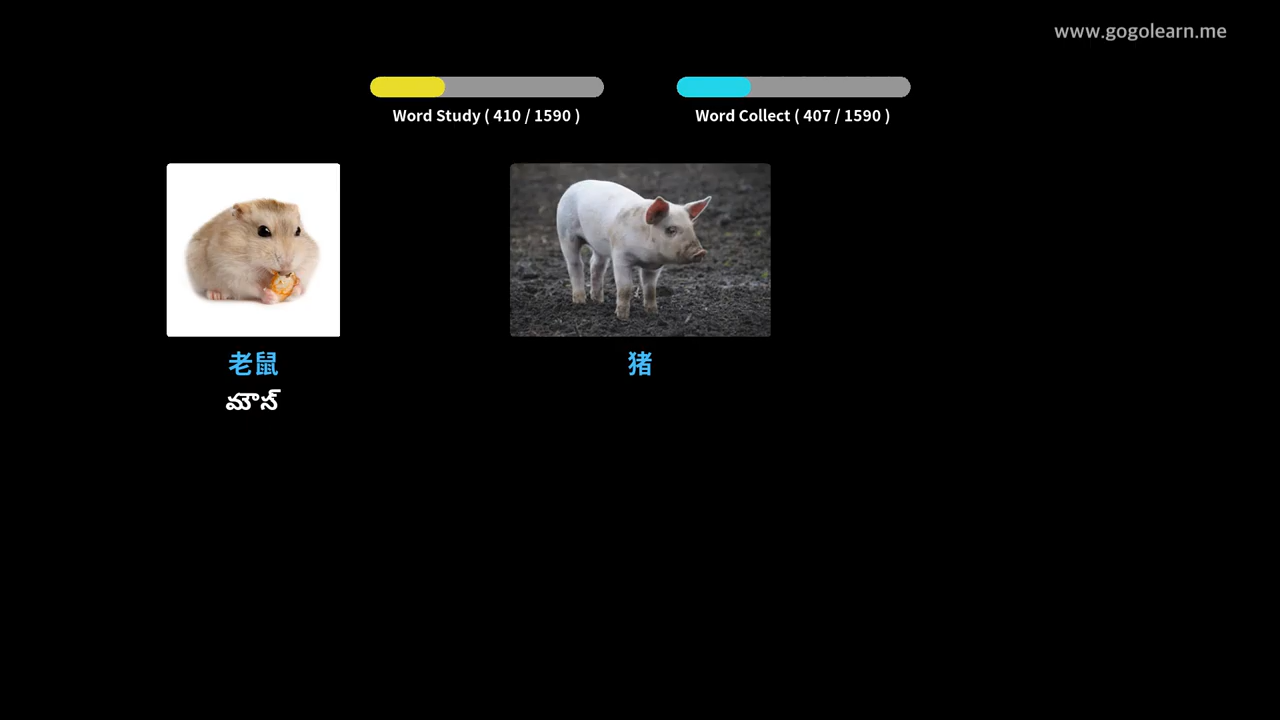 www.gogolearn.me
Word Study ( 410 / 1590 )
Word Collect ( 407 / 1590 )
老鼠
猪
మౌస్